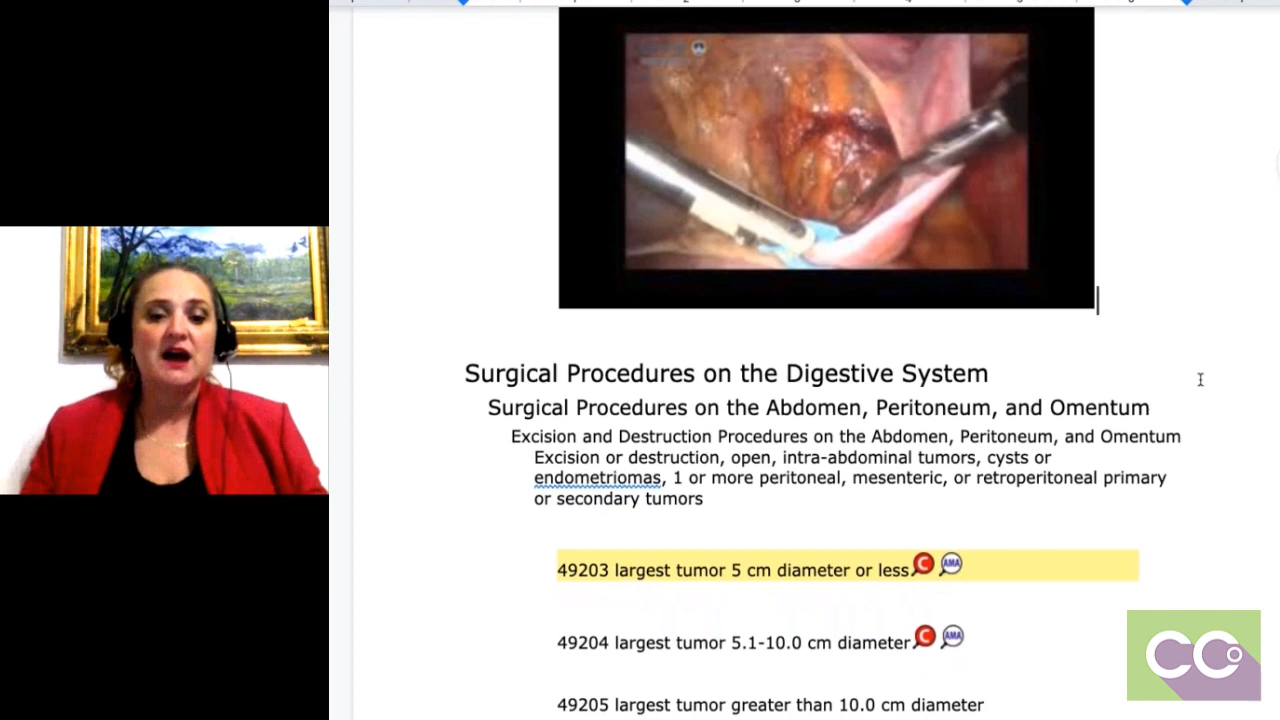 Surgical Procedures on the Digestive System
Surgical Procedures on the Abdomen, Peritoneum, and Omentum
Excision and Destruction Procedures on the Abdomen, Peritoneum, and Omentum
Excision or destruction, open, intra-abdominal tumors, cysts or
endometriomas, 1 or more peritoneal, mesenteric, or retroperitoneal primary
or secondary tumors
49203 largest tumor 5 cm diameter or less C AMA
49204 largest tumor 5.1-10.0 cm diameter C AMA
49205 largest tumor greater than 10.0 cm diameter
CCO